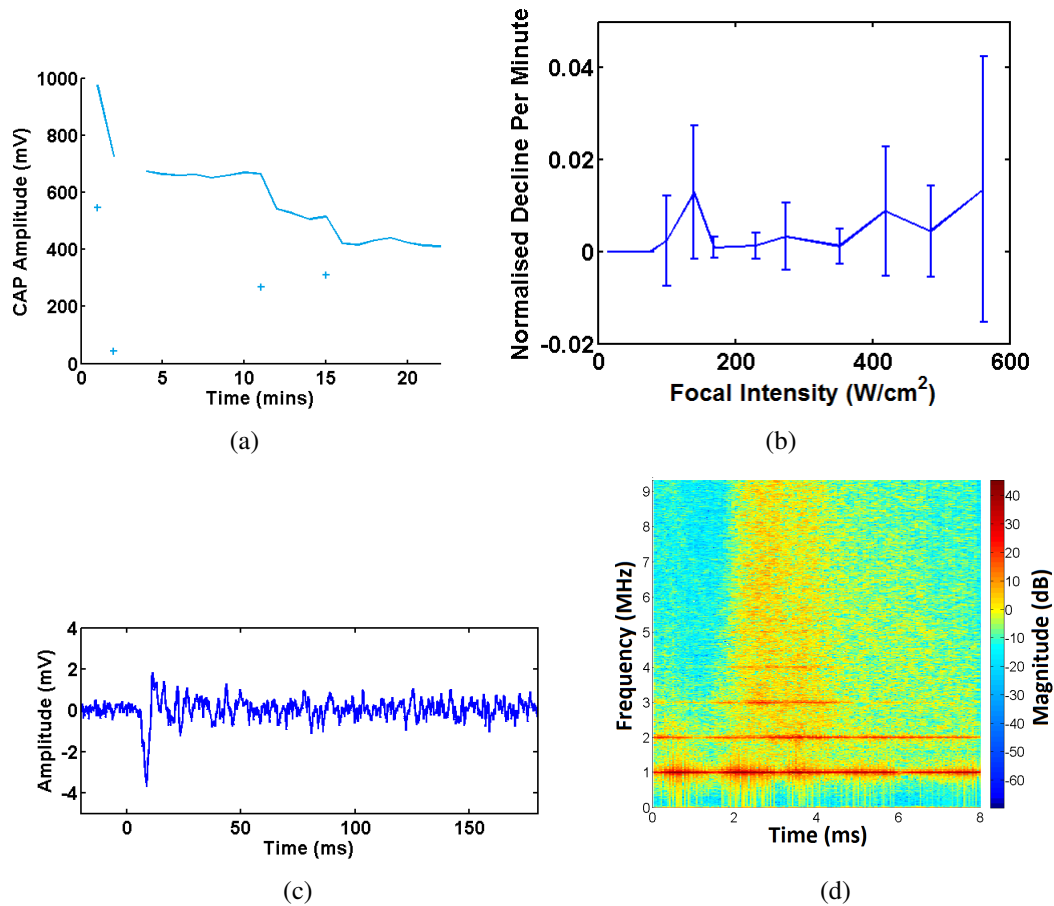 1000
800
600
400
200
0
CAP Amplitude (mV)
0 5 10 15 20
Time (mins)
(a)
0.04
0.02
0
-0.02
Normalised Decline Per Minute
0 200 400 600
Focal Intensity (W/cm²)
(b)
4
2
0
-2
-4
Amplitude (mV)
0 50 100 150
Time (ms)
(c)
9
8
7
6
5
4
3
2
1
0
Frequency (MHz)
0 2 4 6 8
Time (ms)
40
30
20
10
0
-10
-20
-30
-40
-50
-60
Magnitude (dB)
(d)